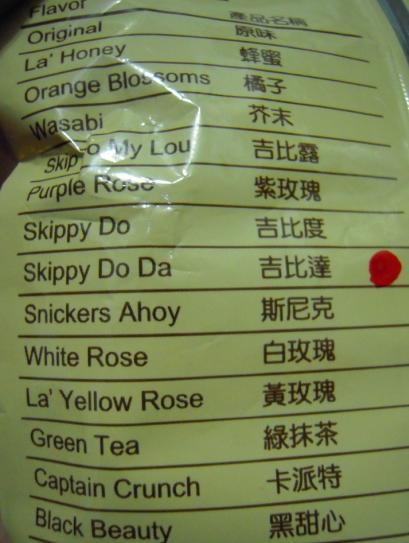 Flavor 產品名稱
Original 原味
La' Honey 蜂蜜
Orange Blossoms 橘子
Wasabi 芥末
Skip to My Lou 吉比露
Purple Rose 紫玫瑰
Skippy Do 吉比度
Skippy Do Da 吉比達
Snickers Ahoy 斯尼克
White Rose 白玫瑰
La' Yellow Rose 黃玫瑰
Green Tea 綠抹茶
Captain Crunch 卡派特
Black Beauty 黑甜心